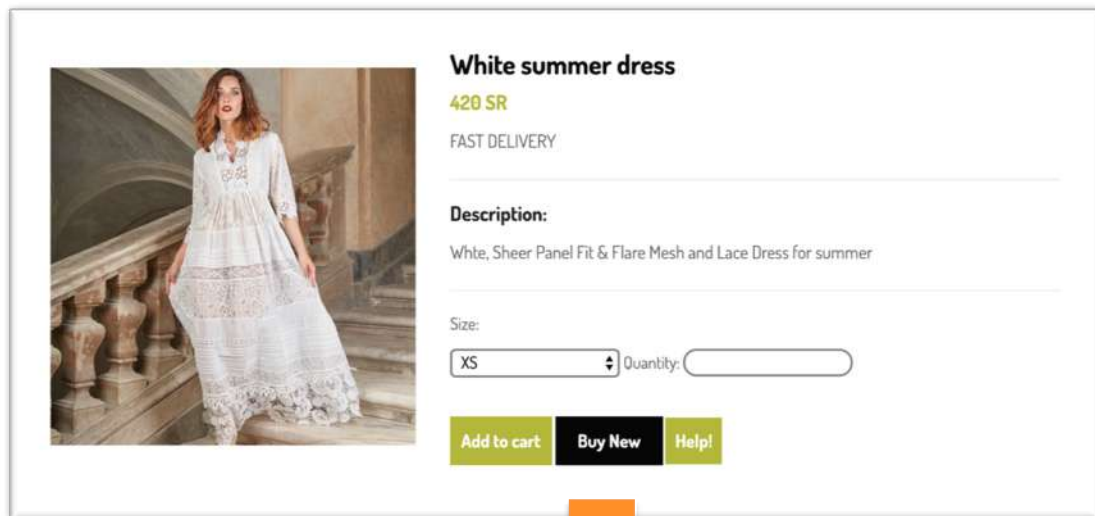 White summer dress
420 SR
FAST DELIVERY
Description:
Whte, Sheer Panel Fit & Flare Mesh and Lace Dress for summer
Size:
XS Quantity:
Add to cart Buy New Help!